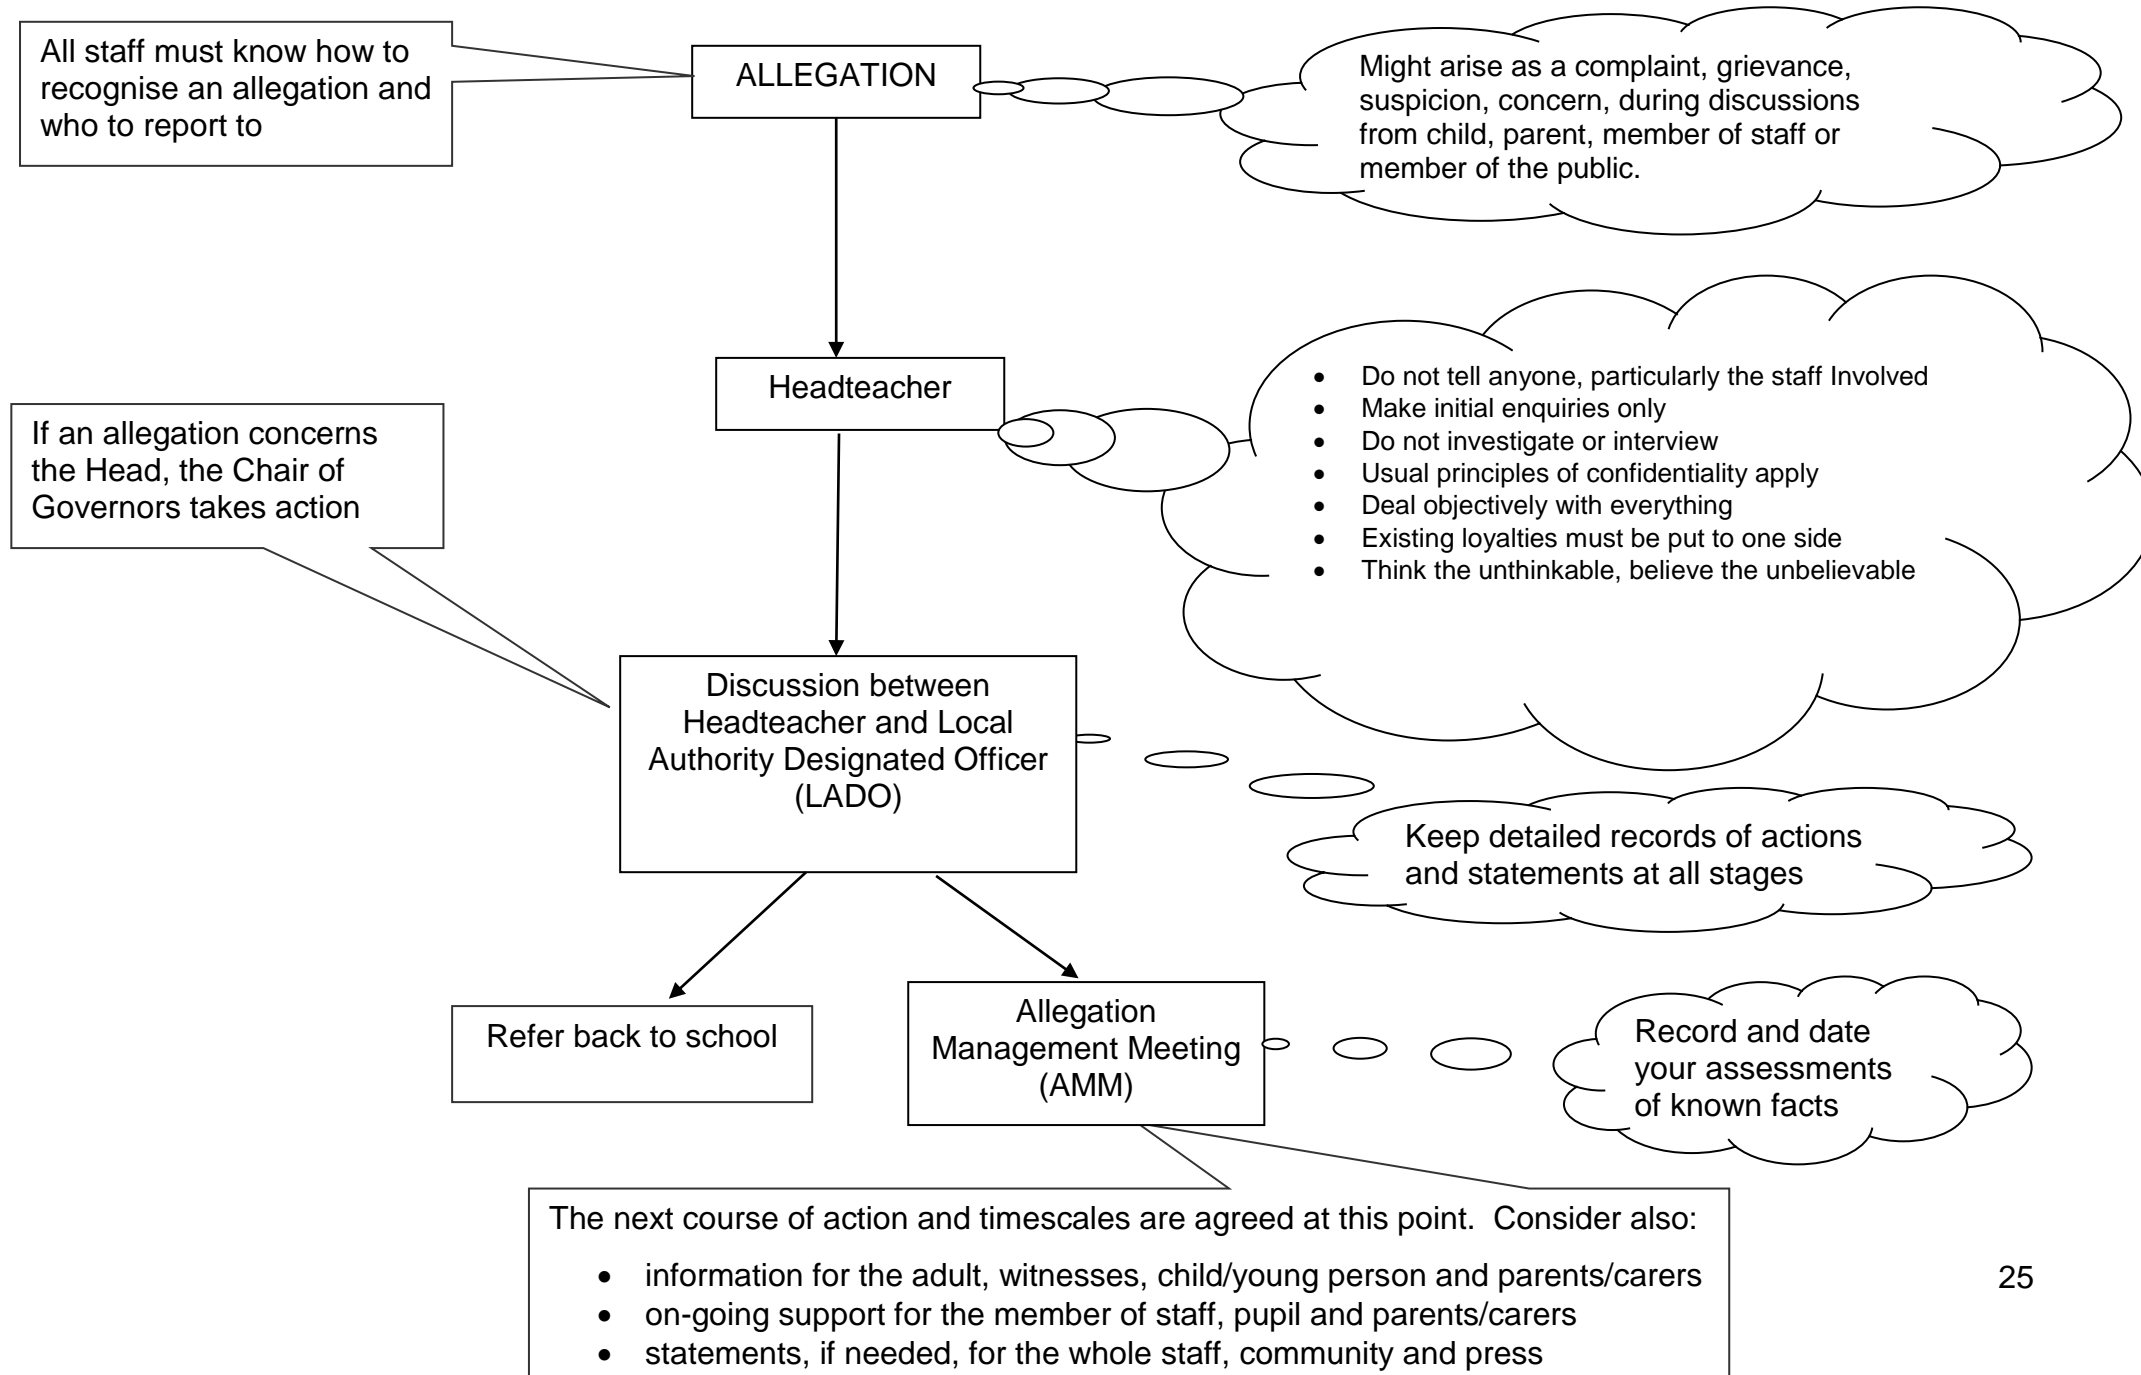 All staff must know how to
recognise an allegation and
who to report to
ALLEGATION
Might arise as a complaint, grievance,
suspicion, concern, during discussions
from child, parent, member of staff or
member of the public.
Headteacher
• Do not tell anyone, particularly the staff Involved
• Make initial enquiries only
• Do not investigate or interview
• Usual principles of confidentiality apply
• Deal objectively with everything
• Existing loyalties must be put to one side
• Think the unthinkable, believe the unbelievable
If an allegation concerns
the Head, the Chair of
Governors takes action
Discussion between
Headteacher and Local
Authority Designated Officer
(LADO)
Keep detailed records of actions
and statements at all stages
Refer back to school
Allegation
Management Meeting
(AMM)
Record and date
your assessments
of known facts
The next course of action and timescales are agreed at this point.  Consider also:
• information for the adult, witnesses, child/young person and parents/carers
• on-going support for the member of staff, pupil and parents/carers
• statements, if needed, for the whole staff, community and press
25